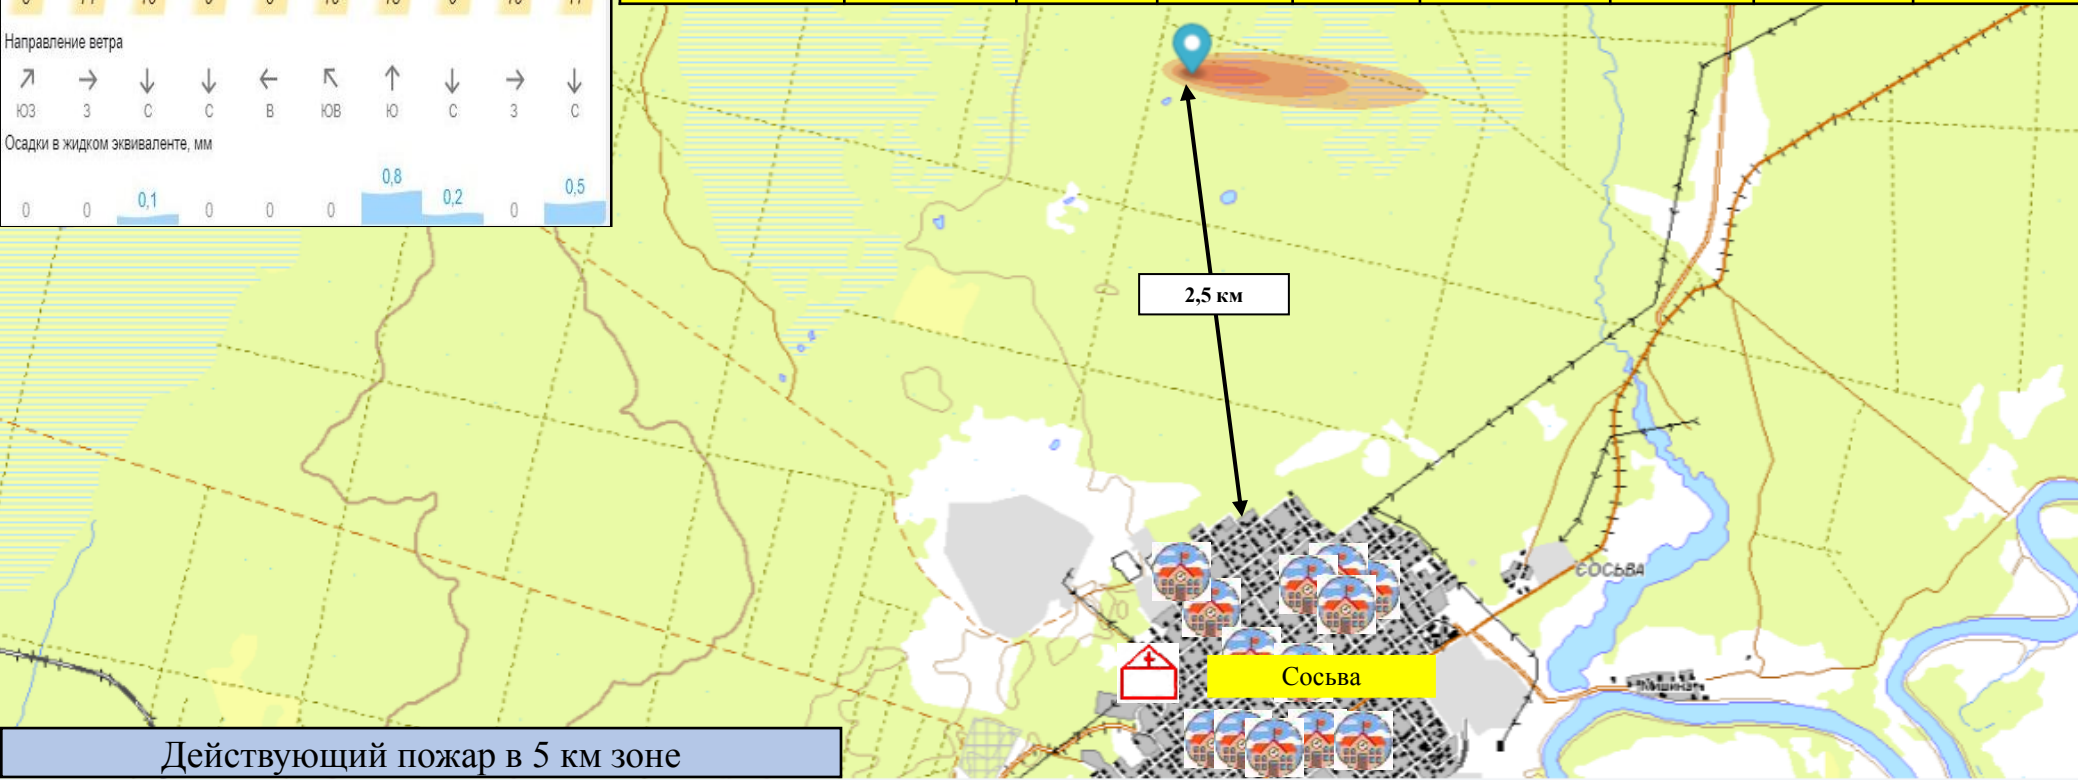 Направление ветра
ЮЗ З С С В ЮВ Ю С З С
Осадки в жидком эквиваленте, мм
0 0 0,1 0 0 0 0,8 0,2 0 0,5
2,5 км
СОСЬВА
Сосьва
Мишина
Действующий пожар в 5 км зоне